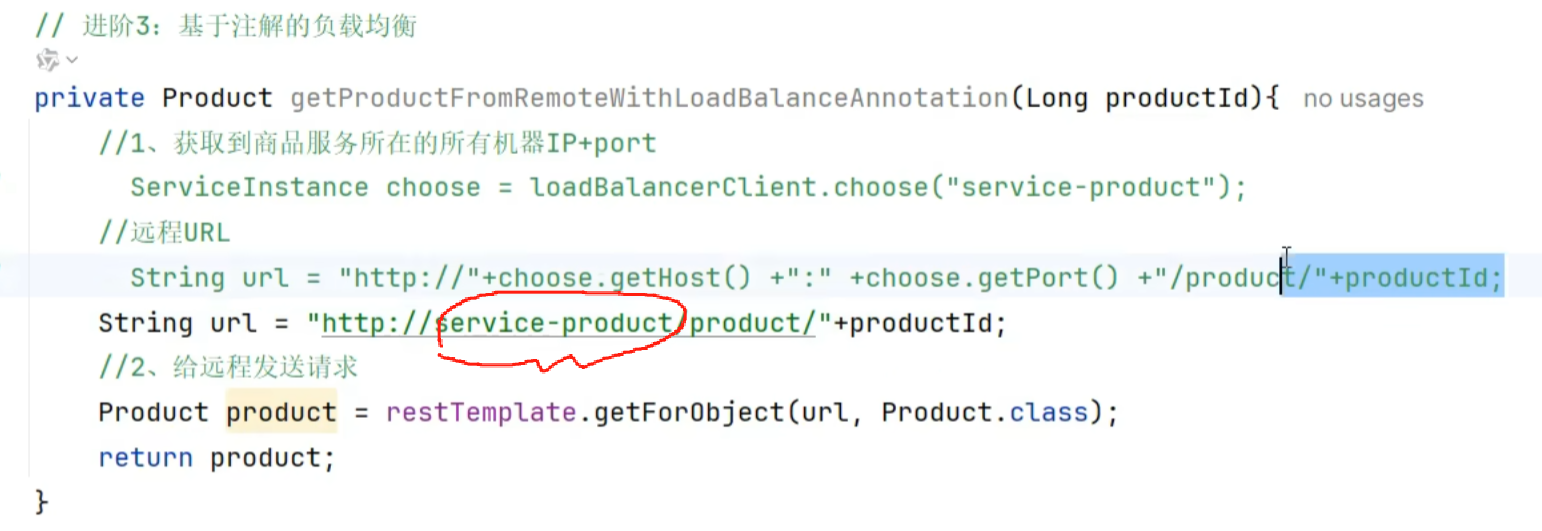 // 进阶3：基于注解的负载均衡
private Product getProductFromRemoteWithLoadBalanceAnnotation(Long productId){ no usages
//1、获取到商品服务所在的所有机器IP+port
ServiceInstance choose = loadBalancerClient.choose("service-product");
//远程URL
String url = "http://"+choose.getHost() +":" +choose.getPort() +"/product/"+productId;
String url = "http://service-product/product/"+productId;
//2、给远程发送请求
Product product = restTemplate.getForObject(url, Product.class);
return product;
}